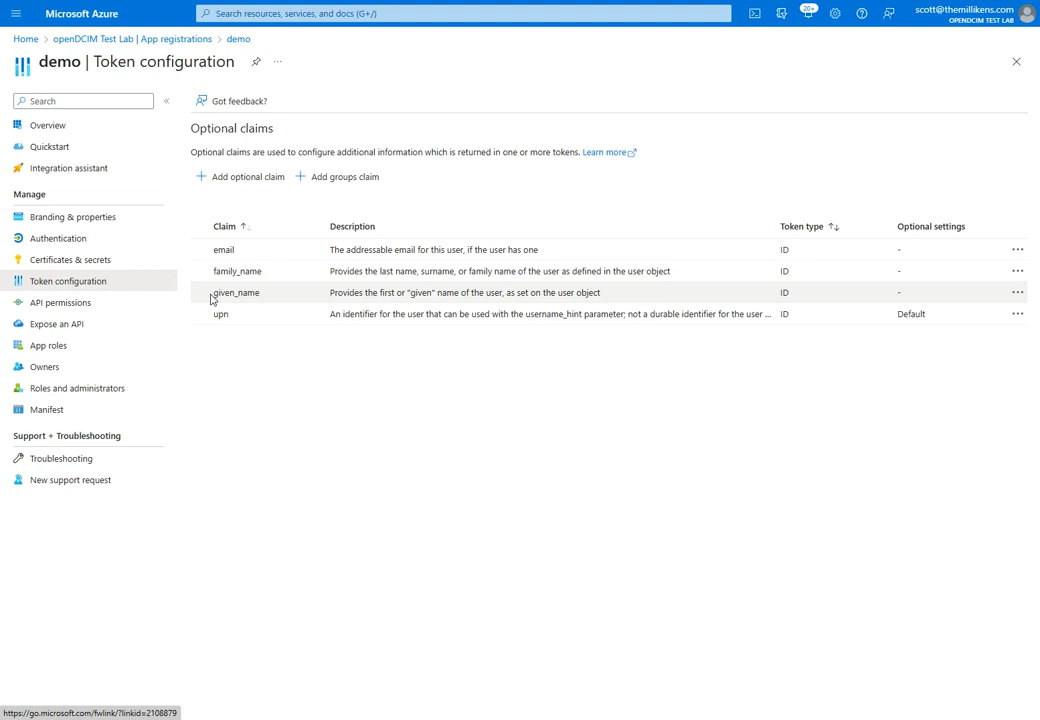 Microsoft Azure
Search resources, services, and docs (G+/)
20+
scott@themillikens.com
OPENDCIM TEST LAB
Home > openDCIM Test Lab | App registrations > demo
demo | Token configuration
Search
Got feedback?
Overview
Quickstart
Integration assistant
Manage
Branding & properties
Authentication
Certificates & secrets
Token configuration
API permissions
Expose an API
App roles
Owners
Roles and administrators
Manifest
Support + Troubleshooting
Troubleshooting
New support request
Optional claims
Optional claims are used to configure additional information which is returned in one or more tokens. Learn more
Add optional claim Add groups claim
Claim Description Token type Optional settings
email The addressable email for this user, if the user has one ID -
family_name Provides the last name, surname, or family name of the user as defined in the user object ID -
given_name Provides the first or "given" name of the user, as set on the user object ID -
upn An identifier for the user that can be used with the username_hint parameter; not a durable identifier for the user ... ID Default
https://go.microsoft.com/fwlink/?linkid=2108879